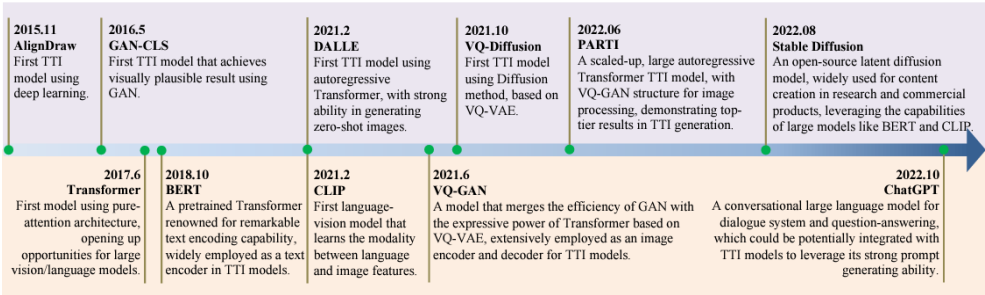 2015.11
AlignDraw
First TTI
model using
deep learning.
2016.5
GAN-CLS
First TTI model that achieves
visually plausible result using
GAN.
2021.2
DALLE
First TTI model using
autoregressive
Transformer, with strong
ability in generating
zero-shot images.
2021.10
VQ-Diffusion
First TTI model
using Diffusion
method, based on
VQ-VAE.
2022.06
PARTI
A scaled-up, large autoregressive
Transformer TTI model, with
VQ-GAN structure for image
processing, demonstrating top-
tier results in TTI generation.
2022.08
Stable Diffusion
An open-source latent diffusion
model, widely used for content
creation in research and commercial
products, leveraging the capabilities
of large models like BERT and CLIP.
2017.6
Transformer
First model using pure-
attention architecture,
opening up
opportunities for large
vision/language models.
2018.10
BERT
A pretrained Transformer
renowned for remarkable
text encoding capability,
widely employed as a text
encoder in TTI models.
2021.2
CLIP
First language-
vision model that
learns the modality
between language
and image features.
2021.6
VQ-GAN
A model that merges the efficiency of GAN with
the expressive power of Transformer based on
VQ-VAE, extensively employed as an image
encoder and decoder for TTI models.
2022.10
ChatGPT
A conversational large language model for
dialogue system and question-answering,
which could be potentially integrated with
TTI models to leverage its strong prompt
generating ability.